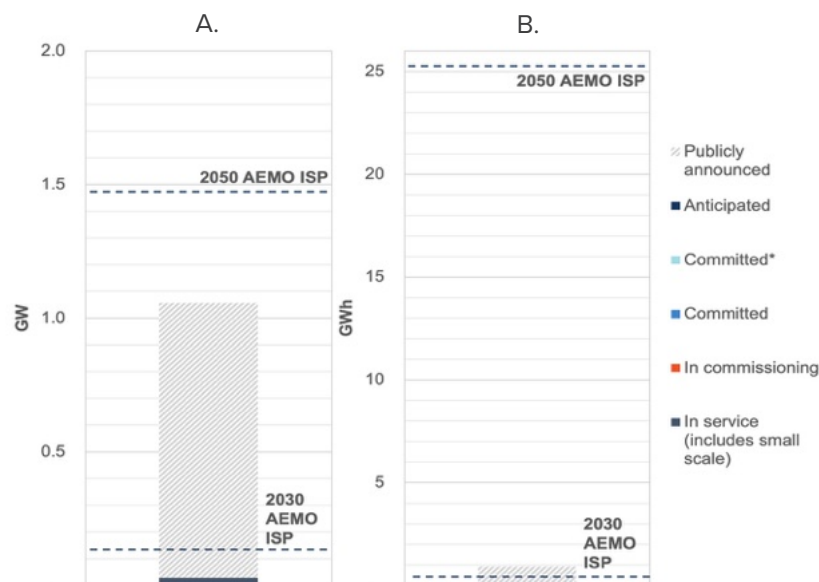 A.
B.
2.0
1.5
1.0
0.5
GW
2050 AEMO ISP
2030
AEMO
ISP
25
20
15
10
5
GWh
2050 AEMO ISP
2030
AEMO
ISP
Publicly
announced
Anticipated
Committed*
Committed
In commissioning
In service
(includes small
scale)